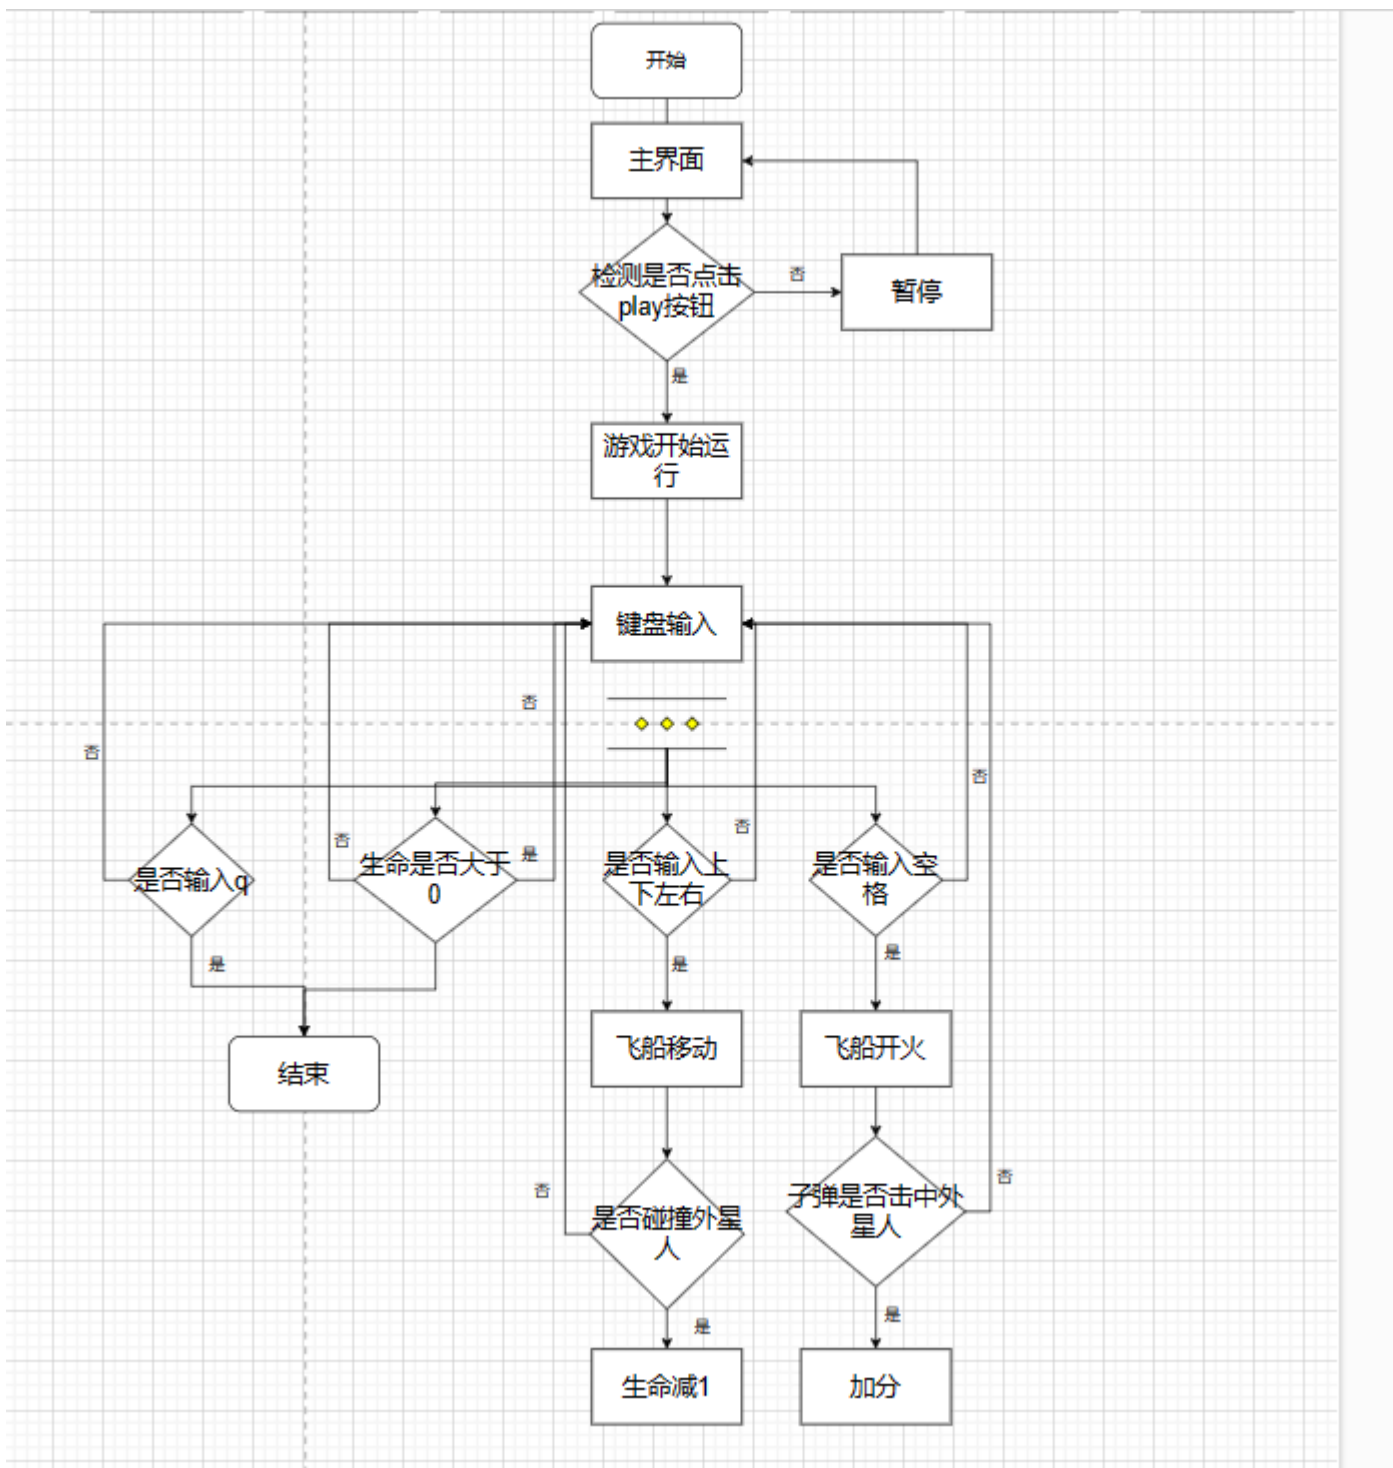 开始
主界面
检测是否点击
play按钮
否
暂停
是
游戏开始运
行
键盘输入
否
否
否
否
否
是
是否输入q
生命是否大于
0
是否输入上
下左右
是否输入空
格
是
是
是
飞船移动
飞船开火
结束
否
否
是否碰撞外星
人
子弹是否击中外
星人
是
是
生命减1
加分